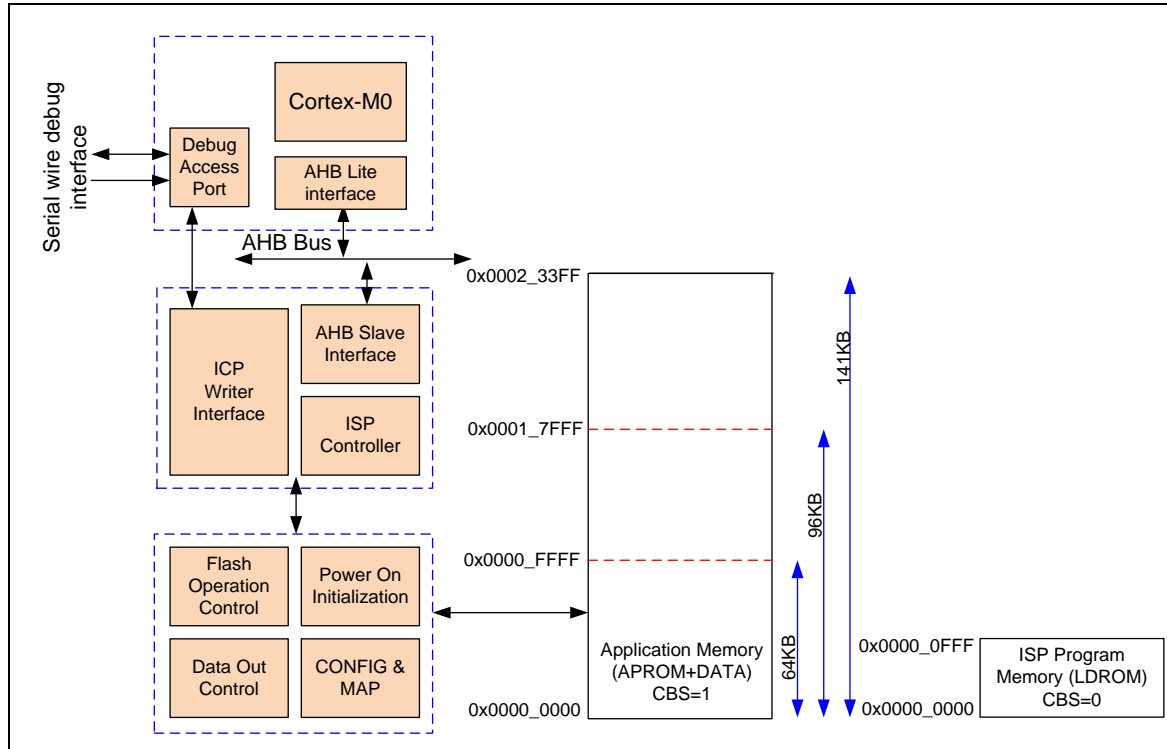 Cortex-M0
Serial wire debug
interface
Debug
Access
Port
AHB Lite
interface
AHB Bus
ICP
Writer
Interface
AHB Slave
Interface
ISP
Controller
Flash
Operation
Control
Power On
Initialization
Data Out
Control
CONFIG &
MAP
0x0002_33FF
0x0001_7FFF
0x0000_FFFF
0x0000_0000
Application Memory
(APROM+DATA)
CBS=1
64KB
96KB
141KB
0x0000_0FFF
0x0000_0000
ISP Program
Memory (LDROM)
CBS=0